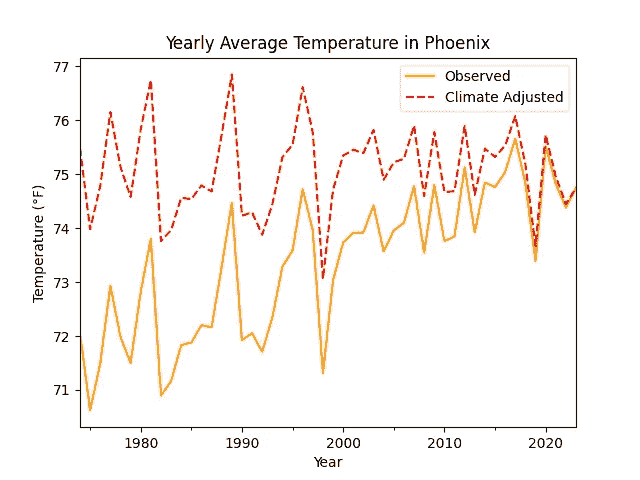 Yearly Average Temperature in Phoenix
Observed
Climate Adjusted
Temperature (°F)
77
76
75
74
73
72
71
1980
1990
2000
2010
2020
Year